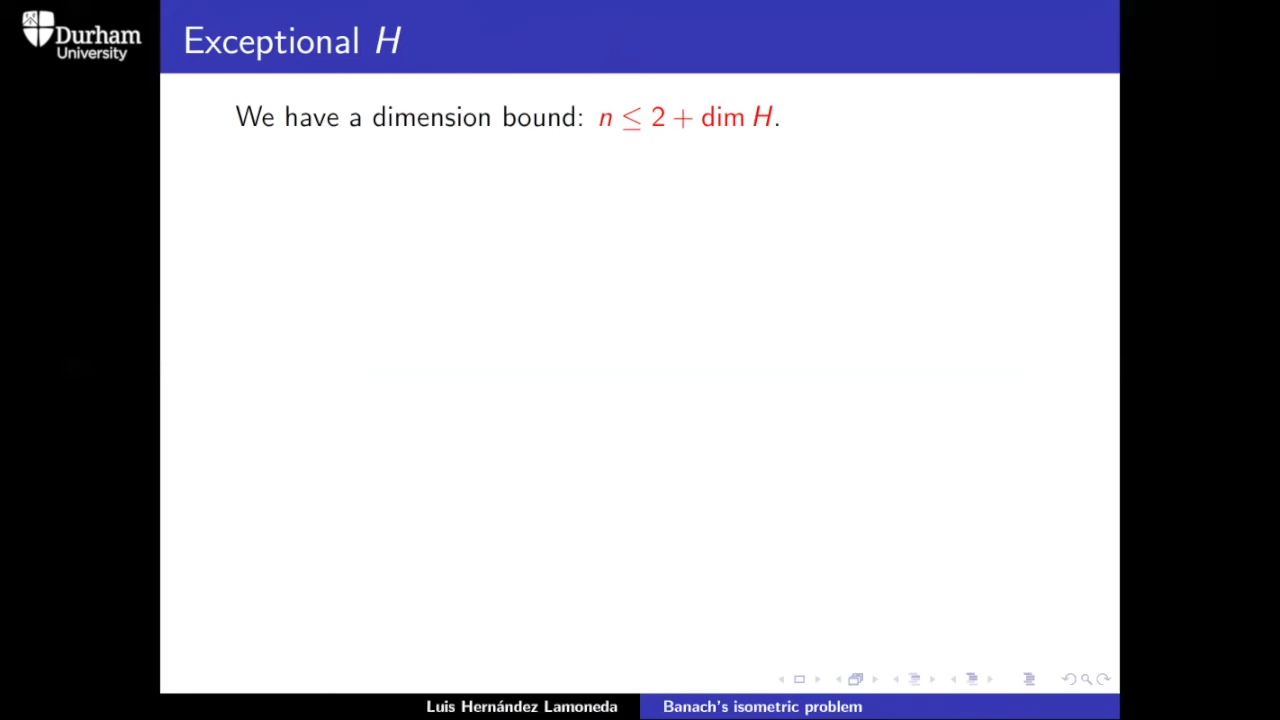 Durham
University
Exceptional H
We have a dimension bound: n ≤ 2 + dim H.
Luis Hernández Lamoneda
Banach's isometric problem